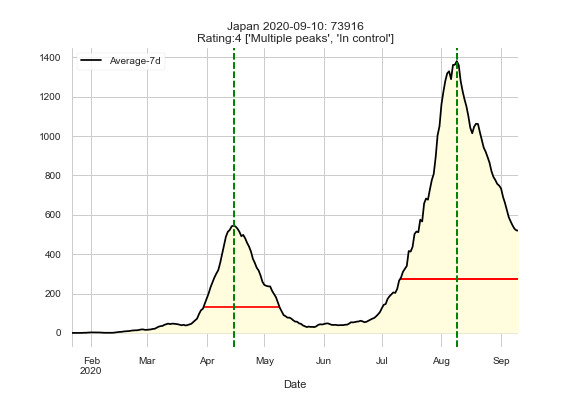 Japan 2020-09-10: 73916
Rating:4 ['Multiple peaks', 'In control']
Average-7d
1400
1200
1000
800
600
400
200
0
Feb Mar Apr May Jun Jul Aug Sep
2020
Date